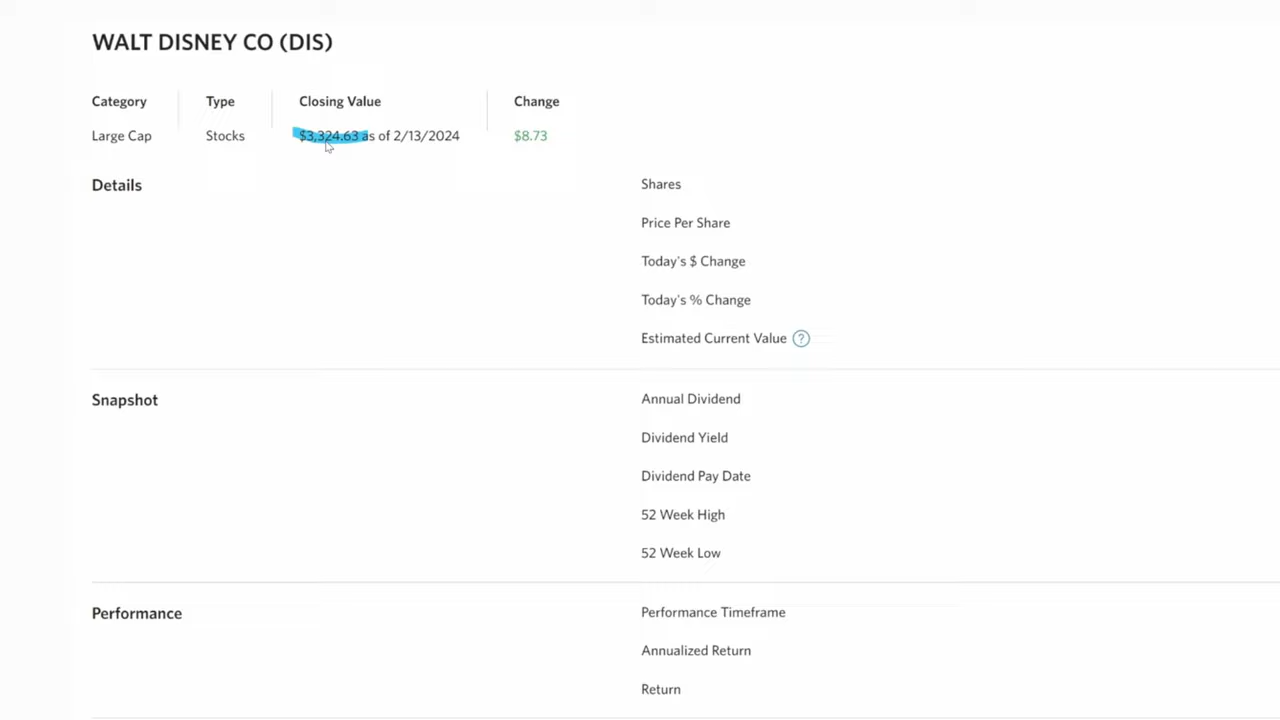 WALT DISNEY CO (DIS)
Category Type Closing Value Change
Large Cap Stocks $3,324.63 as of 2/13/2024 $8.73
Details Shares
Price Per Share
Today's $ Change
Today's % Change
Estimated Current Value ?
Snapshot Annual Dividend
Dividend Yield
Dividend Pay Date
52 Week High
52 Week Low
Performance Performance Timeframe
Annualized Return
Return